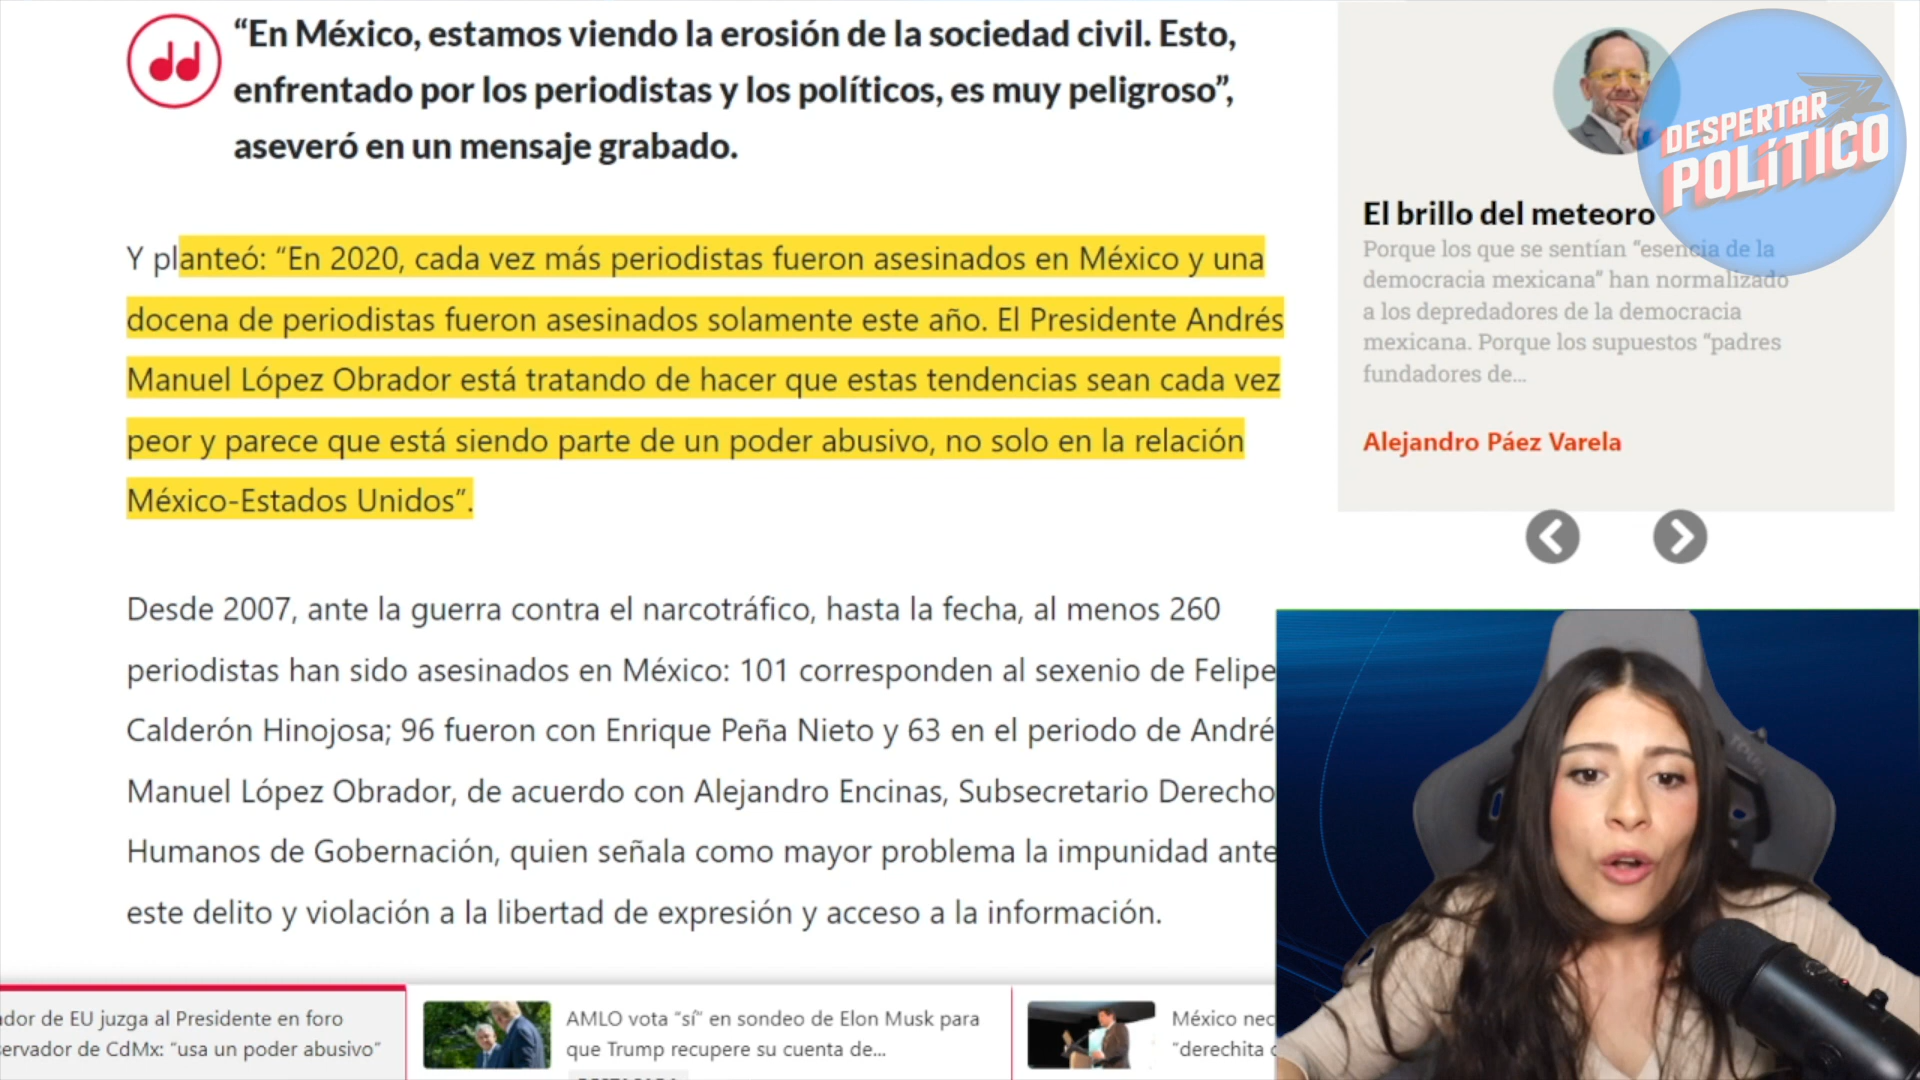 “En México, estamos viendo la erosión de la sociedad civil. Esto,
enfrentado por los periodistas y los políticos, es muy peligroso”,
aseveró en un mensaje grabado.
Y planteó: “En 2020, cada vez más periodistas fueron asesinados en México y una
docena de periodistas fueron asesinados solamente este año. El Presidente Andrés
Manuel López Obrador está tratando de hacer que estas tendencias sean cada vez
peor y parece que está siendo parte de un poder abusivo, no solo en la relación
México-Estados Unidos”.
Desde 2007, ante la guerra contra el narcotráfico, hasta la fecha, al menos 260
periodistas han sido asesinados en México: 101 corresponden al sexenio de Felipe
Calderón Hinojosa; 96 fueron con Enrique Peña Nieto y 63 en el periodo de André
Manuel López Obrador, de acuerdo con Alejandro Encinas, Subsecretario Derecho
Humanos de Gobernación, quien señala como mayor problema la impunidad ante
este delito y violación a la libertad de expresión y acceso a la información.
DESPERTAR
POLÍTICO
El brillo del meteoro
Porque los que se sentían “esencia de la
democracia mexicana” han normalizado
a los depredadores de la democracia
mexicana. Porque los supuestos “padres
fundadores de...
Alejandro Páez Varela
ador de EU juzga al Presidente en foro
servador de CdMx: “usa un poder abusivo”
AMLO vota “sí” en sondeo de Elon Musk para
que Trump recupere su cuenta de...
México nec
“derechita